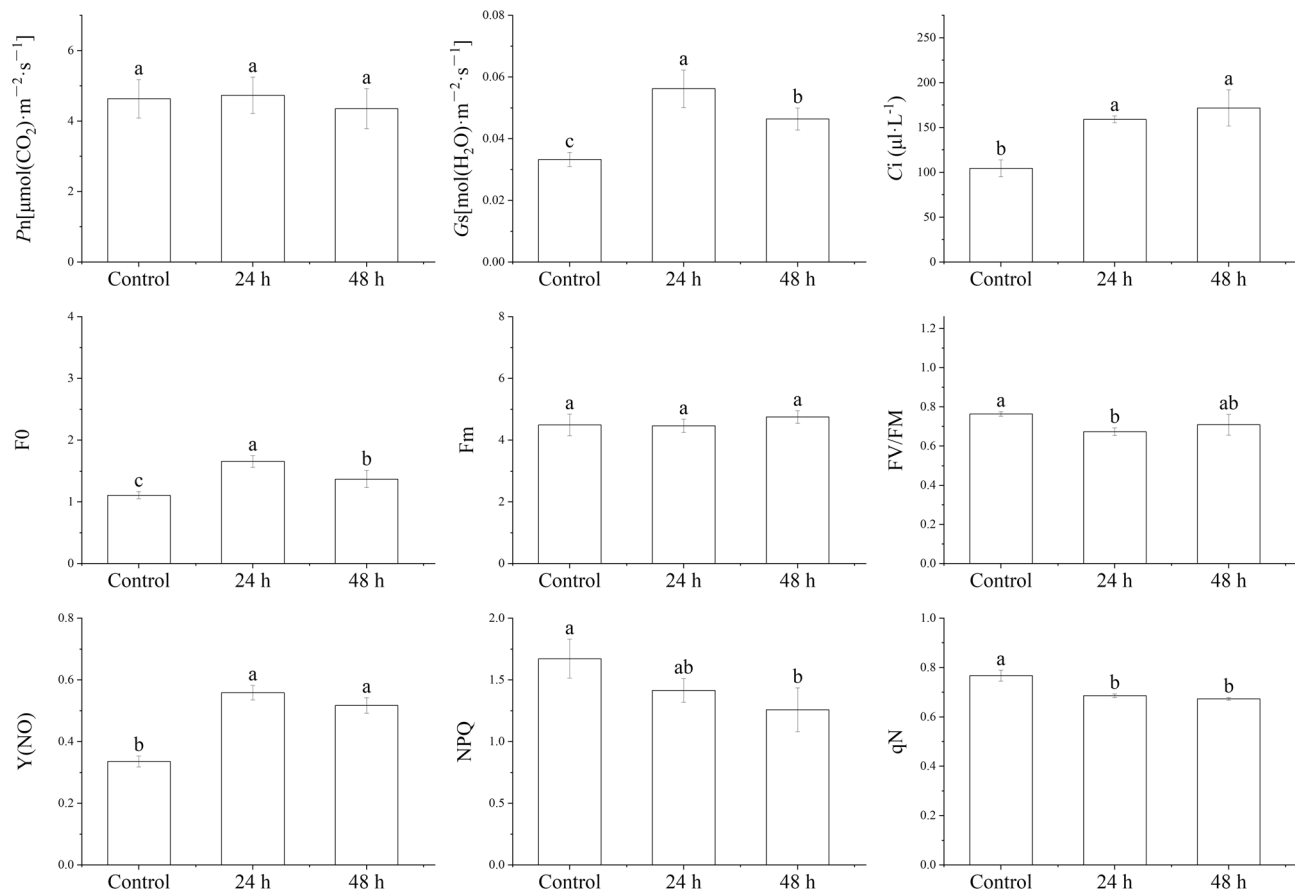 Pn[μmol(CO₂)·m⁻²·s⁻¹]
6
4
2
0
a
a
a
Control
24 h
48 h
Gs[mol(H₂O)·m⁻²·s⁻¹]
0.08
0.06
0.04
0.02
0.00
c
a
b
Control
24 h
48 h
Ci (μl·L⁻¹)
250
225
200
175
150
125
100
75
50
25
0
b
a
a
Control
24 h
48 h
F0
4
3
2
1
0
c
a
b
Control
24 h
48 h
Fm
8
6
4
2
0
a
a
a
Control
24 h
48 h
FV/FM
1.2
1.0
0.8
0.6
0.4
0.2
0.0
a
b
ab
Control
24 h
48 h
Y(NO)
0.8
0.6
0.4
0.2
0.0
b
a
a
Control
24 h
48 h
NPQ
2.0
1.5
1.0
0.5
0.0
a
ab
b
Control
24 h
48 h
qN
1.0
0.8
0.6
0.4
0.2
0.0
a
b
b
Control
24 h
48 h